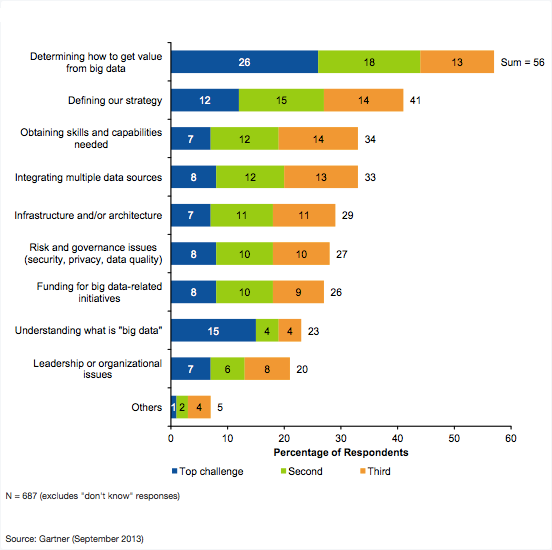 Determining how to get value
from big data
26 18 13 Sum = 56
Defining our strategy 12 15 14 41
Obtaining skills and capabilities
needed
7 12 14 34
Integrating multiple data sources 8 12 13 33
Infrastructure and/or architecture 7 11 11 29
Risk and governance issues
(security, privacy, data quality)
8 10 10 27
Funding for big data-related
initiatives
8 10 9 26
Understanding what is "big data" 15 4 4 23
Leadership or organizational
issues
7 6 8 20
Others 1 2 4 5
0 10 20 30 40 50 60
Percentage of Respondents
Top challenge Second Third
N = 687 (excludes "don't know" responses)
Source: Gartner (September 2013)